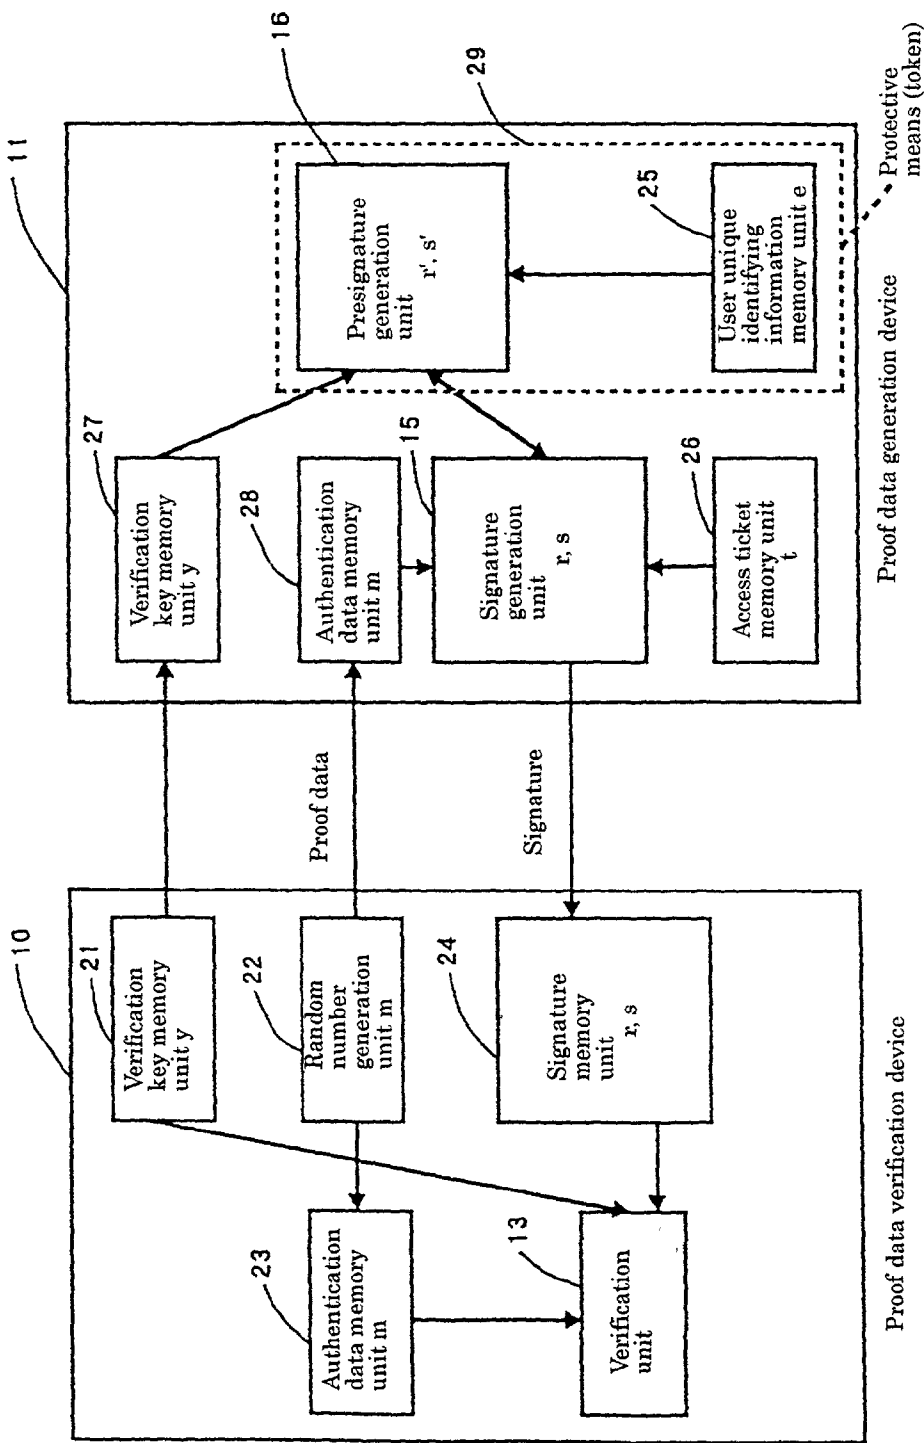 10
21
Verification
key memory
unit y
22
Random
number
generation
unit m
23
Authentication
data memory
unit m
24
Signature
memory
unit
r, s
13
Verification
unit
Proof data verification device
Proof data
Signature
11
27
Verification
key memory
unit y
28
Authentication
data memory
unit m
15
Signature
generation
unit
r, s
26
Access ticket
memory unit
t
16
Presignature
generation
unit
r', s'
29
25
User unique
identifying
information
memory unit e
Protective
means (token)
Proof data generation device